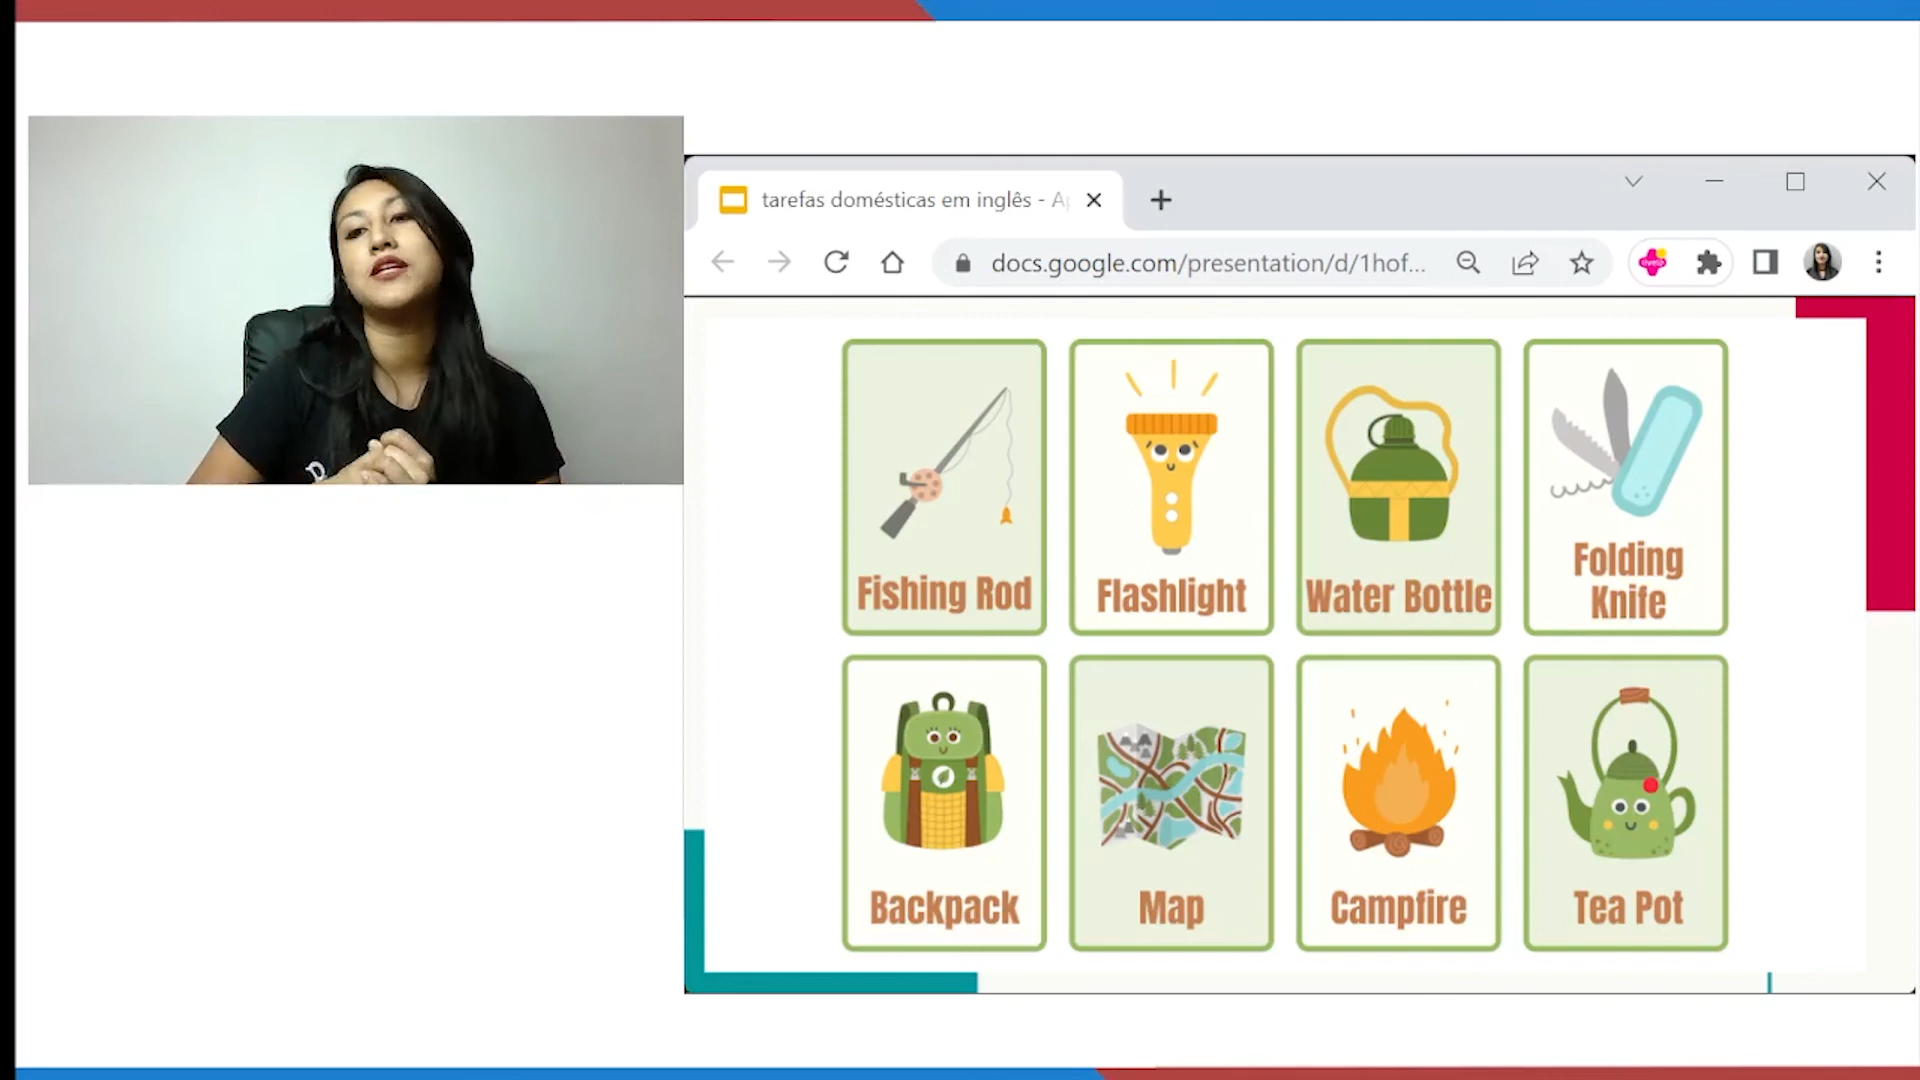 tarefas domésticas em inglês - A
docs.google.com/presentation/d/1hof...
Fishing Rod
Flashlight
Water Bottle
Folding
Knife
Backpack
Map
Campfire
Tea Pot